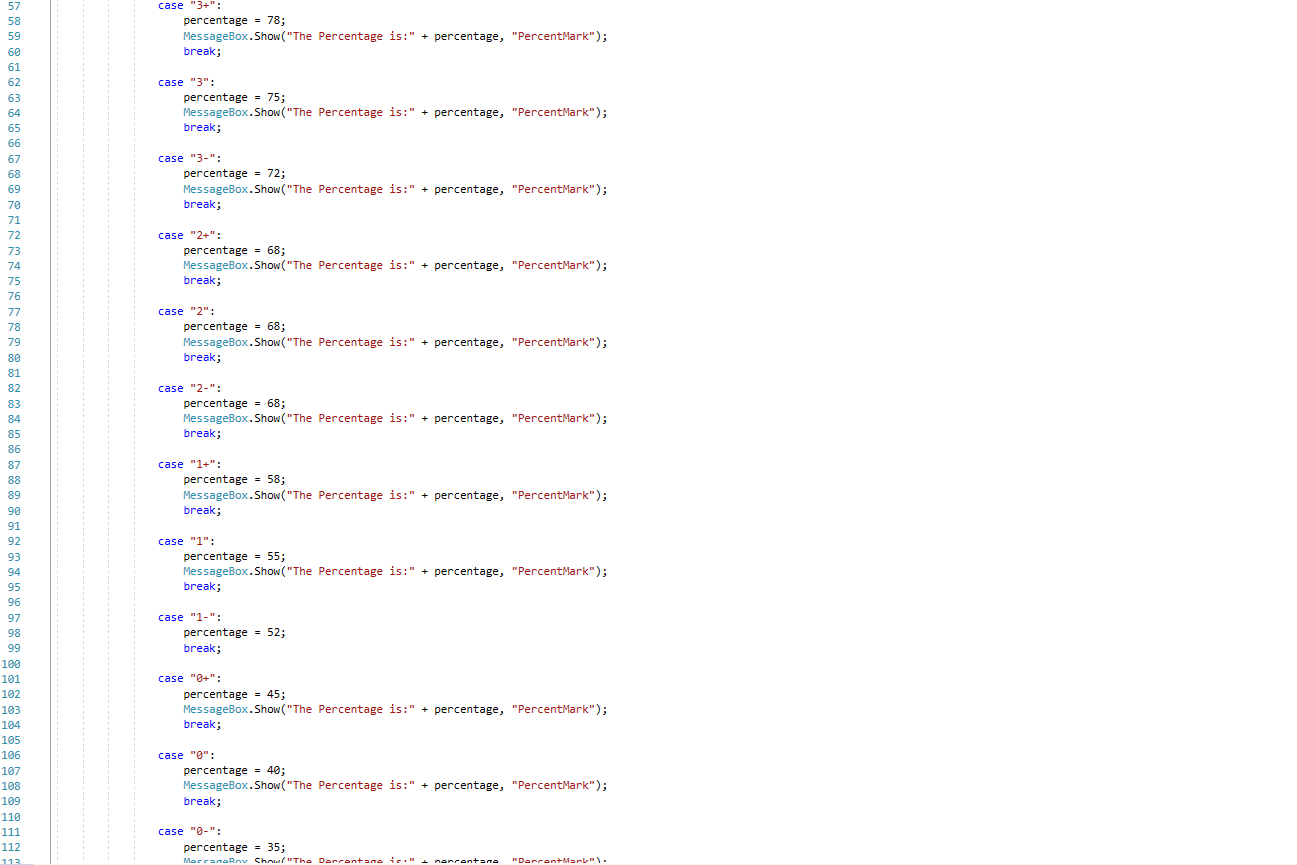 57 case "3+":
58 percentage = 78;
59 MessageBox.Show("The Percentage is:" + percentage, "PercentMark");
60 break;
61
62 case "3":
63 percentage = 75;
64 MessageBox.Show("The Percentage is:" + percentage, "PercentMark");
65 break;
66
67 case "3-":
68 percentage = 72;
69 MessageBox.Show("The Percentage is:" + percentage, "PercentMark");
70 break;
71
72 case "2+":
73 percentage = 68;
74 MessageBox.Show("The Percentage is:" + percentage, "PercentMark");
75 break;
76
77 case "2":
78 percentage = 68;
79 MessageBox.Show("The Percentage is:" + percentage, "PercentMark");
80 break;
81
82 case "2-":
83 percentage = 68;
84 MessageBox.Show("The Percentage is:" + percentage, "PercentMark");
85 break;
86
87 case "1+":
88 percentage = 58;
89 MessageBox.Show("The Percentage is:" + percentage, "PercentMark");
90 break;
91
92 case "1":
93 percentage = 55;
94 MessageBox.Show("The Percentage is:" + percentage, "PercentMark");
95 break;
96
97 case "1-":
98 percentage = 52;
99 break;
100
101 case "0+":
102 percentage = 45;
103 MessageBox.Show("The Percentage is:" + percentage, "PercentMark");
104 break;
105
106 case "0":
107 percentage = 40;
108 MessageBox.Show("The Percentage is:" + percentage, "PercentMark");
109 break;
110
111 case "0-":
112 percentage = 35;
113 MessageBox.Show("The Percentage is:" + percentage, "PercentMark");